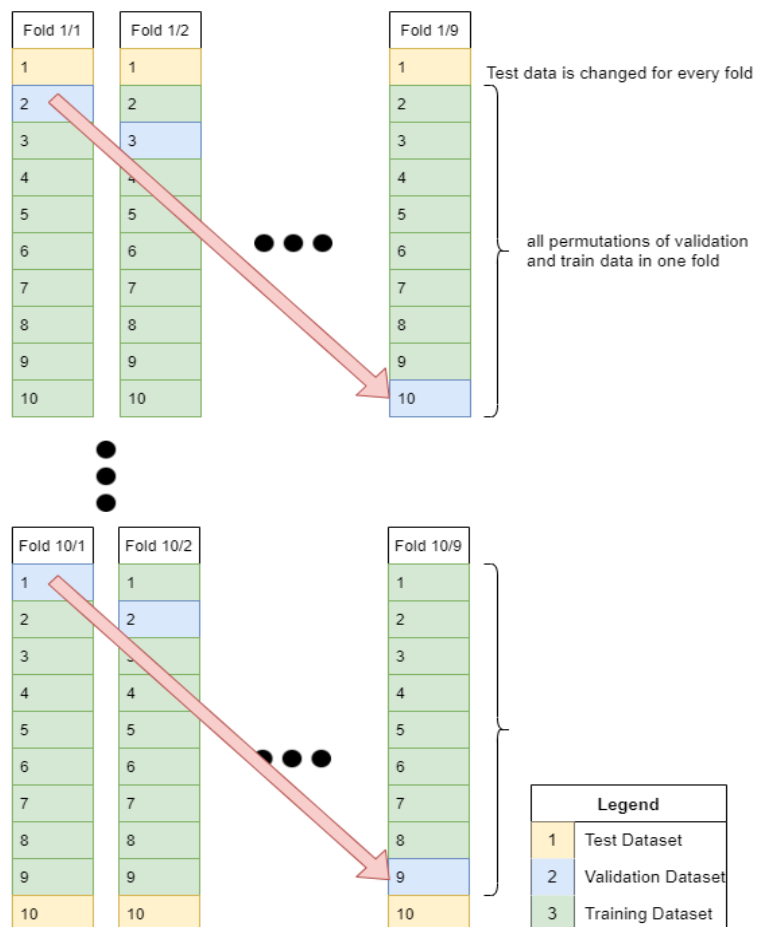 Fold 1/1 Fold 1/2 Fold 1/9
1 1 1
Test data is changed for every fold
2 2 2
3 3 3
4 4 4
5 5 5
6 6 6
all permutations of validation
and train data in one fold
7 7 7
8 8 8
9 9 9
10 10 10
Fold 10/1 Fold 10/2 Fold 10/9
1 1 1
2 2 2
3 3 3
4 4 4
5 5 5
6 6 6
7 7 7
8 8 8
9 9 9
10 10 10
Legend
1 Test Dataset
2 Validation Dataset
3 Training Dataset